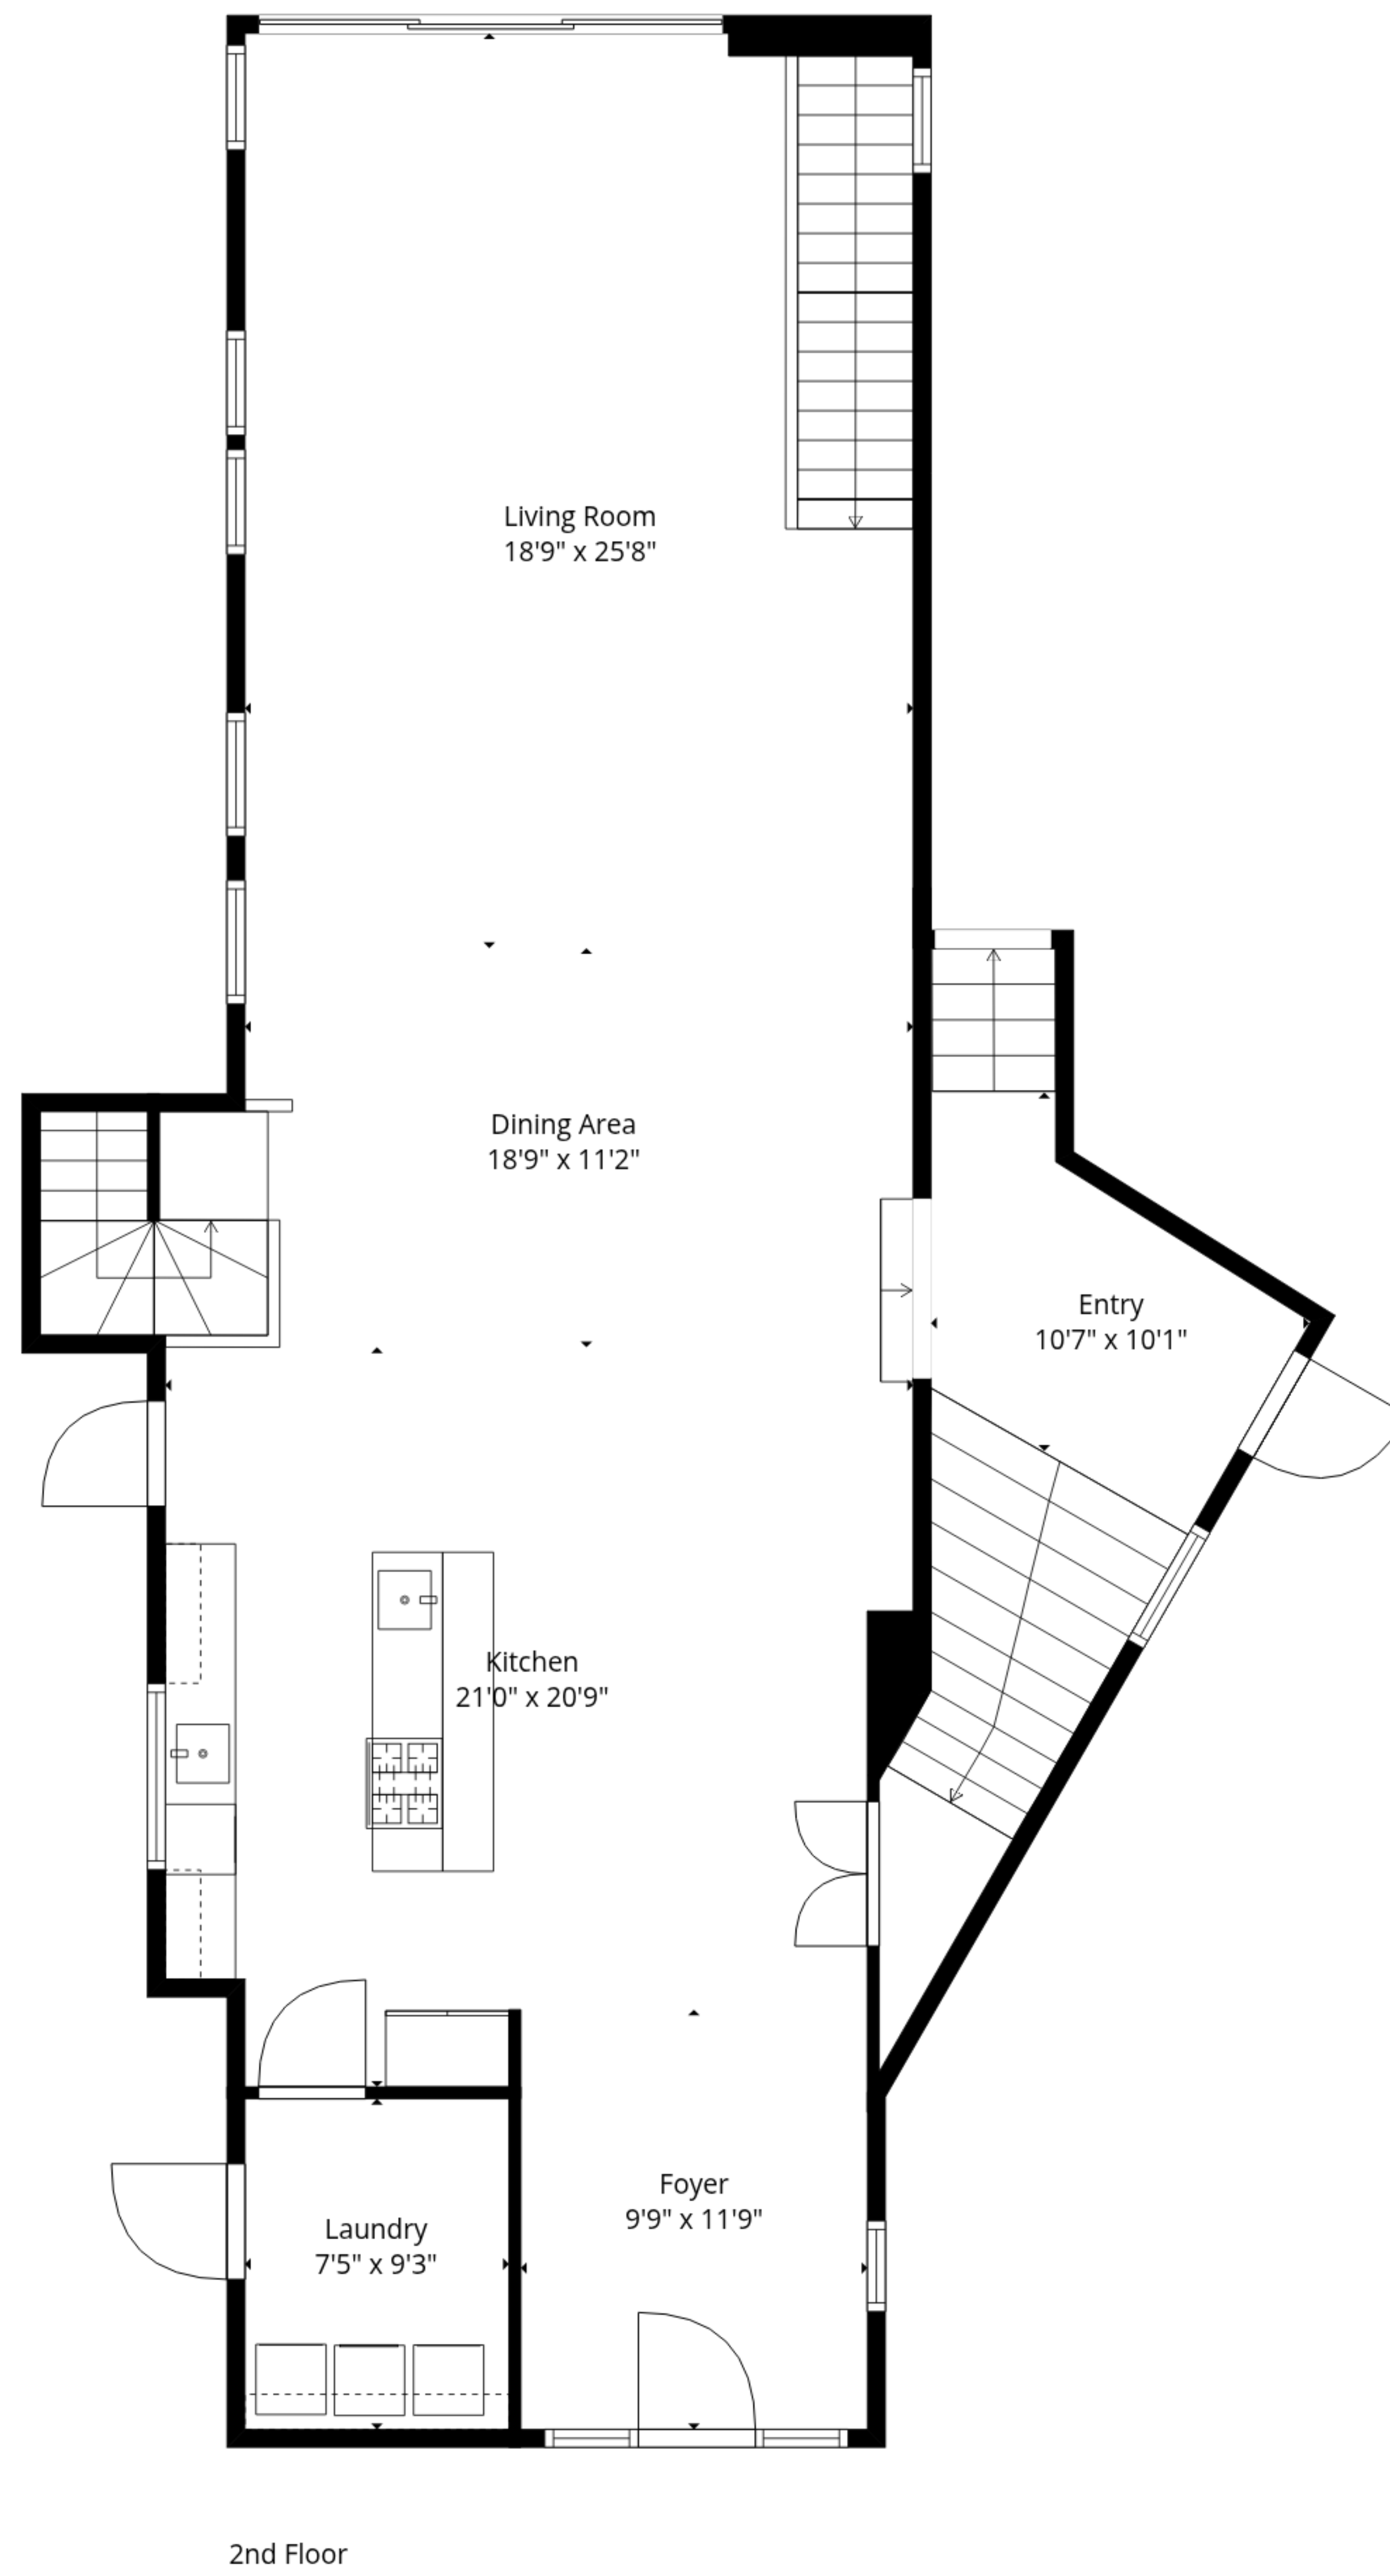 Living Room
18'9" x 25'8"
Dining Area
18'9" x 11'2"
Entry
10'7" x 10'1"
Kitchen
21'0" x 20'9"
Foyer
9'9" x 11'9"
Laundry
7'5" x 9'3"
2nd Floor